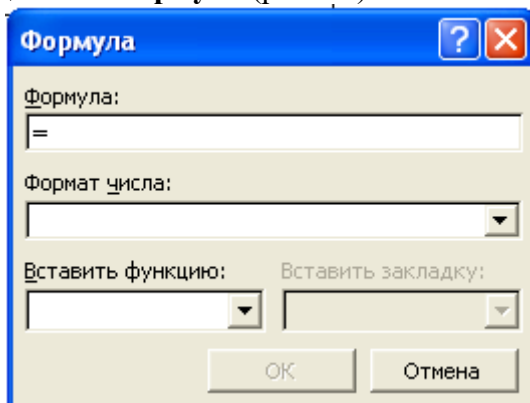 Формула
Формула:
=
Формат числа:
Вставить функцию: Вставить закладку:
ОК Отмена